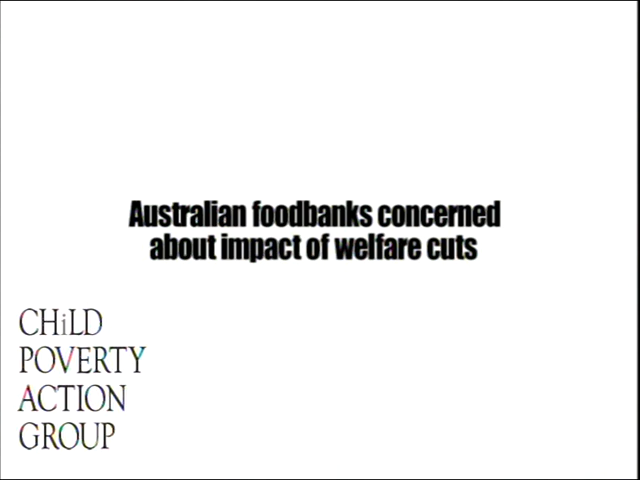 Australian foodbanks concerned
about impact of welfare cuts
CHiLD
POVERTY
ACTION
GROUP